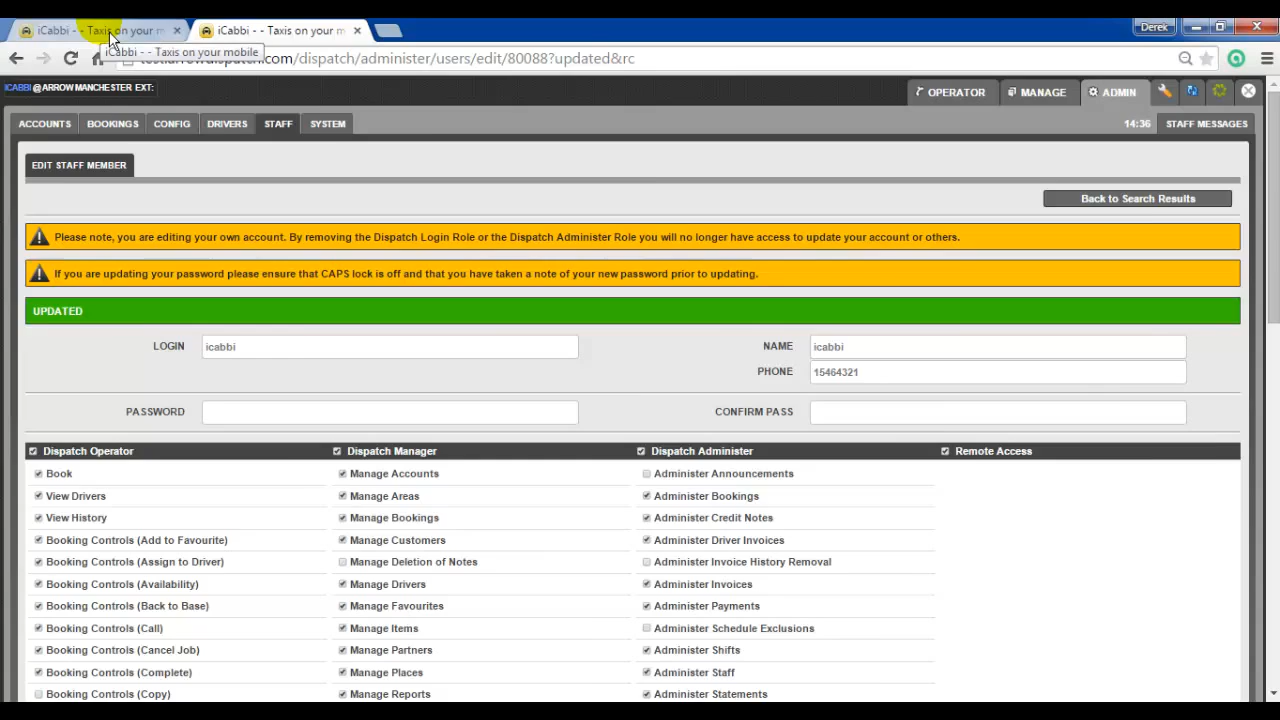 iCabbi - - Taxis on your m
iCabbi - - Taxis on your m
Derek
iCabbi - - Taxis on your mobile
.com/dispatch/administer/users/edit/80088?updated&rc
ICABBI @ARROW MANCHESTER EXT:
OPERATOR
MANAGE
ADMIN
ACCOUNTS
BOOKINGS
CONFIG
DRIVERS
STAFF
SYSTEM
14:36
STAFF MESSAGES
EDIT STAFF MEMBER
Back to Search Results
Please note, you are editing your own account. By removing the Dispatch Login Role or the Dispatch Administer Role you will no longer have access to update your account or others.
If you are updating your password please ensure that CAPS lock is off and that you have taken a note of your new password prior to updating.
UPDATED
LOGIN icabbi
NAME icabbi
PHONE 15464321
PASSWORD
CONFIRM PASS
Dispatch Operator
Dispatch Manager
Dispatch Administer
Remote Access
Book
Manage Accounts
Administer Announcements
View Drivers
Manage Areas
Administer Bookings
View History
Manage Bookings
Administer Credit Notes
Booking Controls (Add to Favourite)
Manage Customers
Administer Driver Invoices
Booking Controls (Assign to Driver)
Manage Deletion of Notes
Administer Invoice History Removal
Booking Controls (Availability)
Manage Drivers
Administer Invoices
Booking Controls (Back to Base)
Manage Favourites
Administer Payments
Booking Controls (Call)
Manage Items
Administer Schedule Exclusions
Booking Controls (Cancel Job)
Manage Partners
Administer Shifts
Booking Controls (Complete)
Manage Places
Administer Staff
Booking Controls (Copy)
Manage Reports
Administer Statements